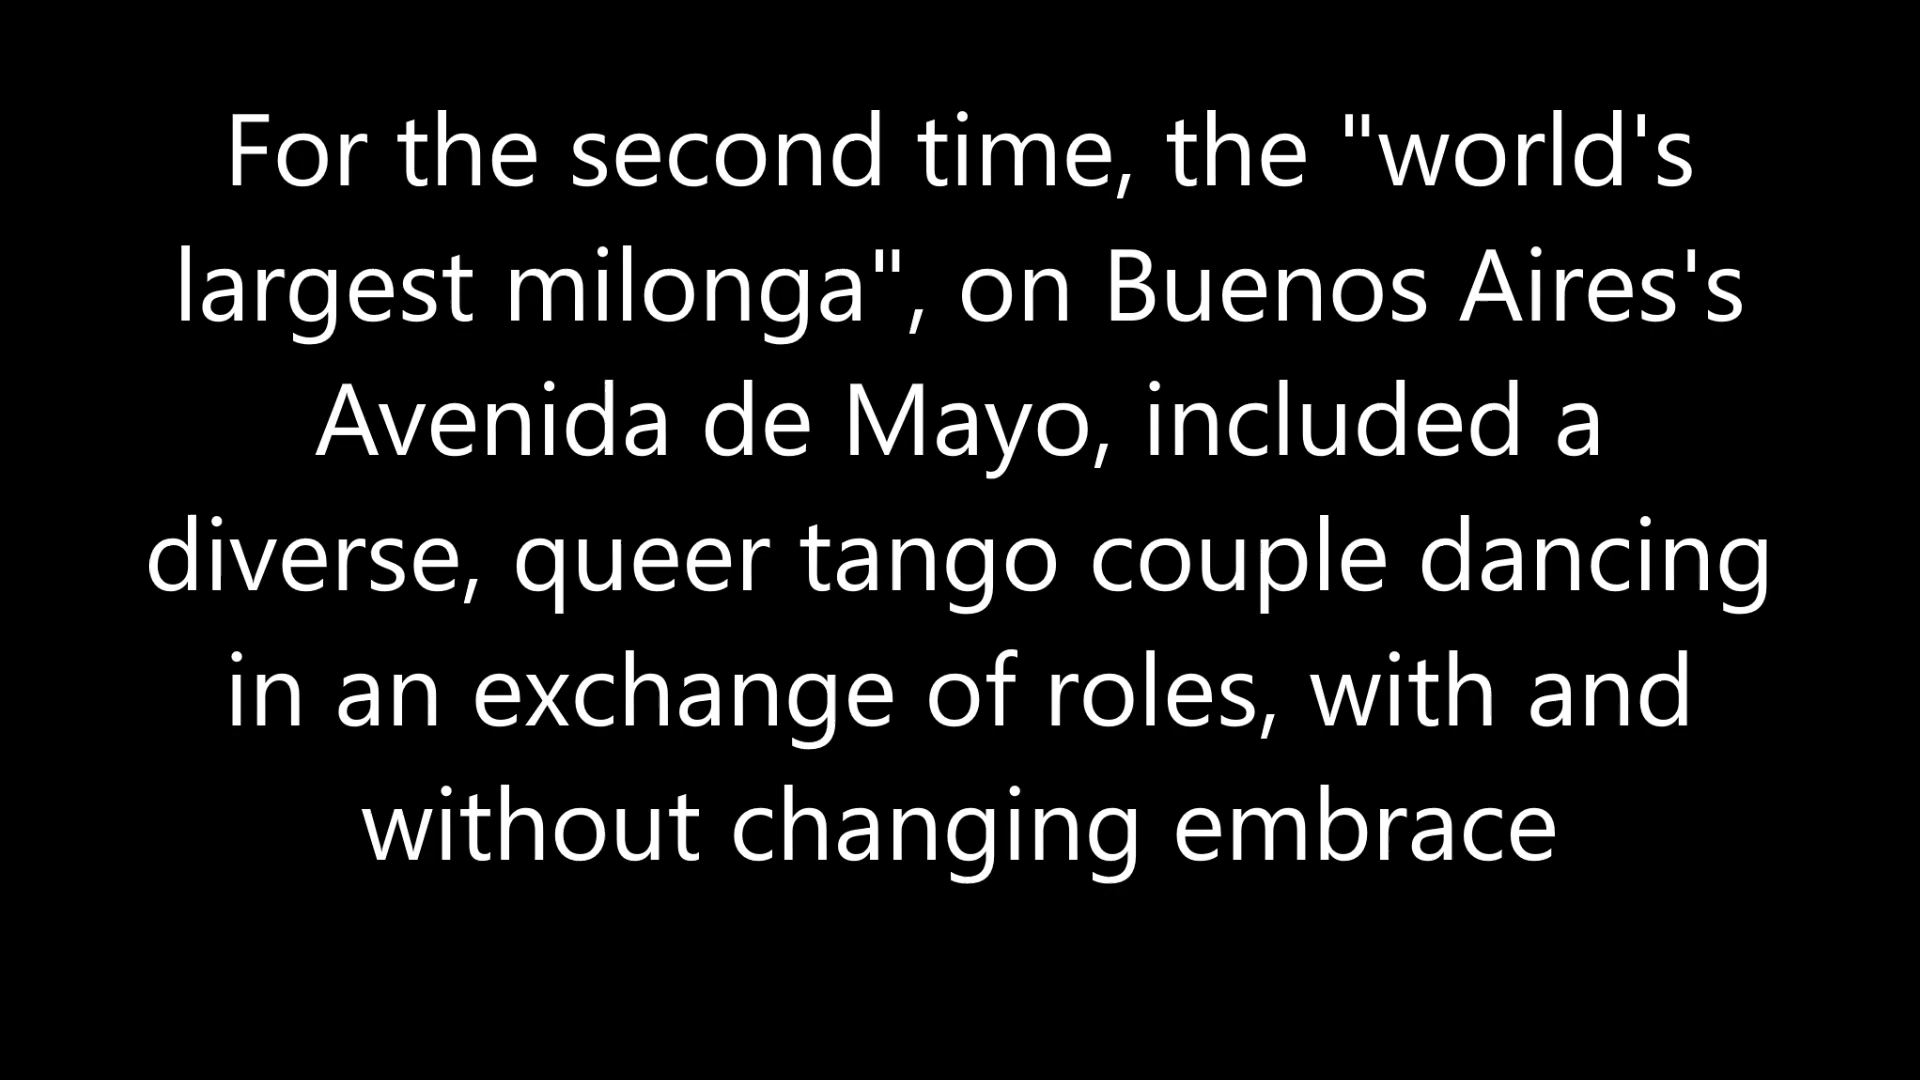 For the second time, the "world's
largest milonga", on Buenos Aires's
Avenida de Mayo, included a
diverse, queer tango couple dancing
in an exchange of roles, with and
without changing embrace